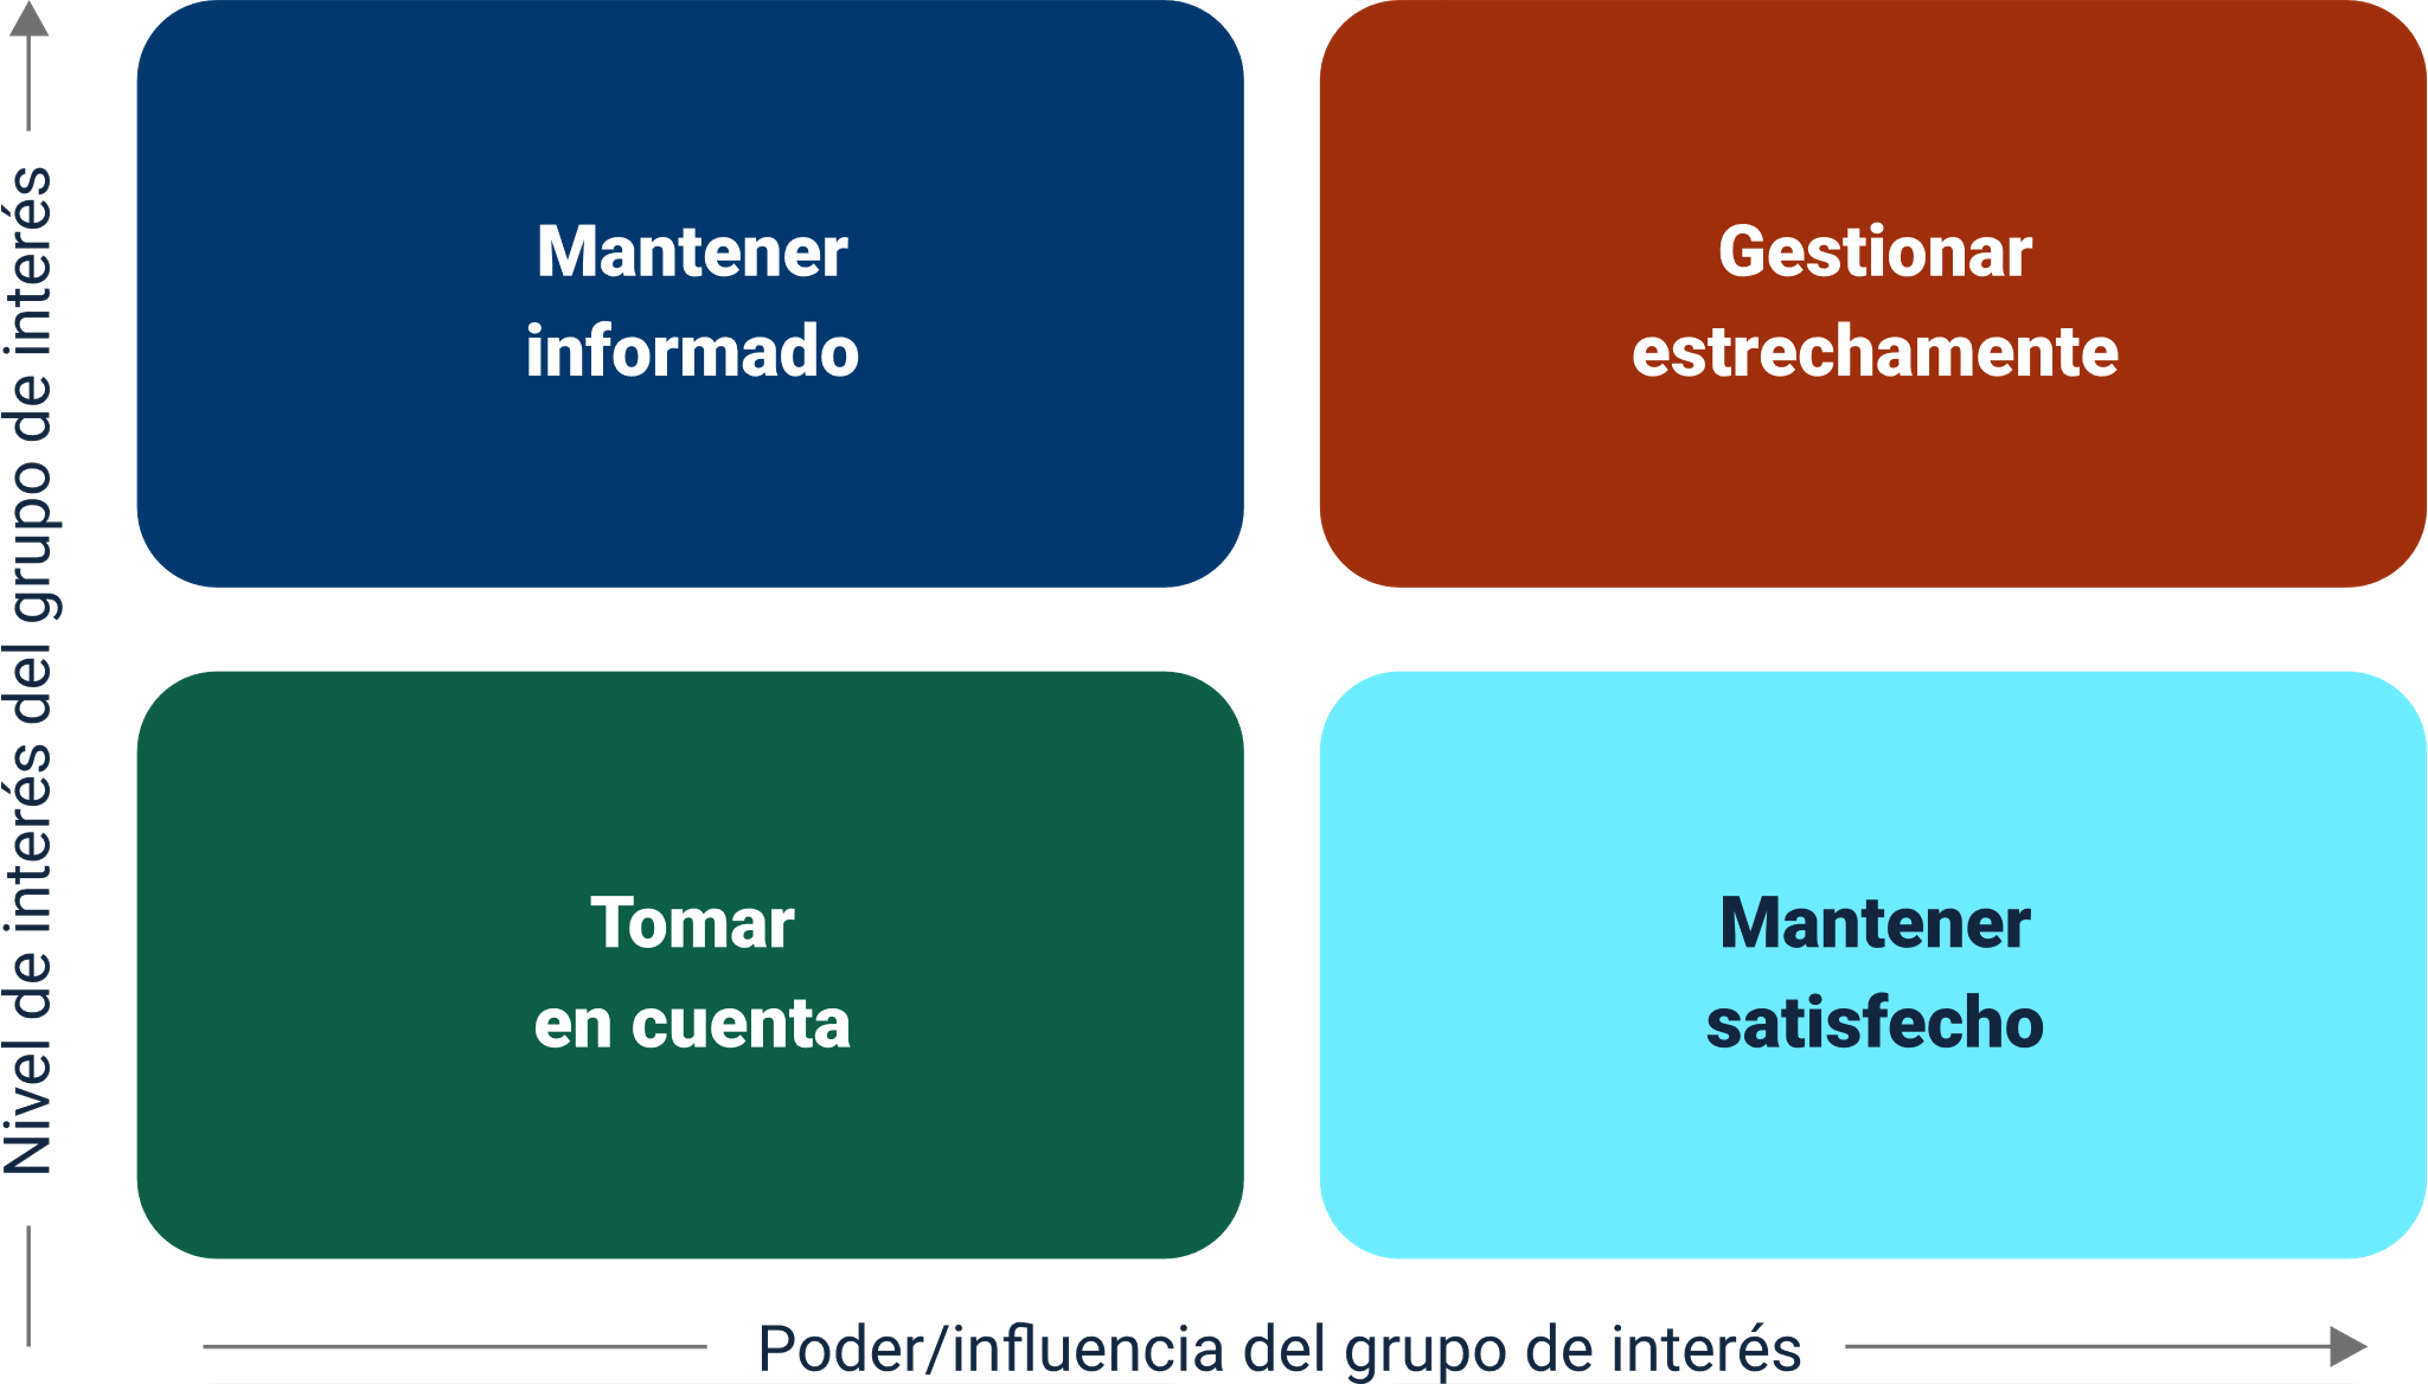 Nivel de interés del grupo de interés
Mantener
informado
Gestionar
estrechamente
Tomar
en cuenta
Mantener
satisfecho
Poder/influencia del grupo de interés